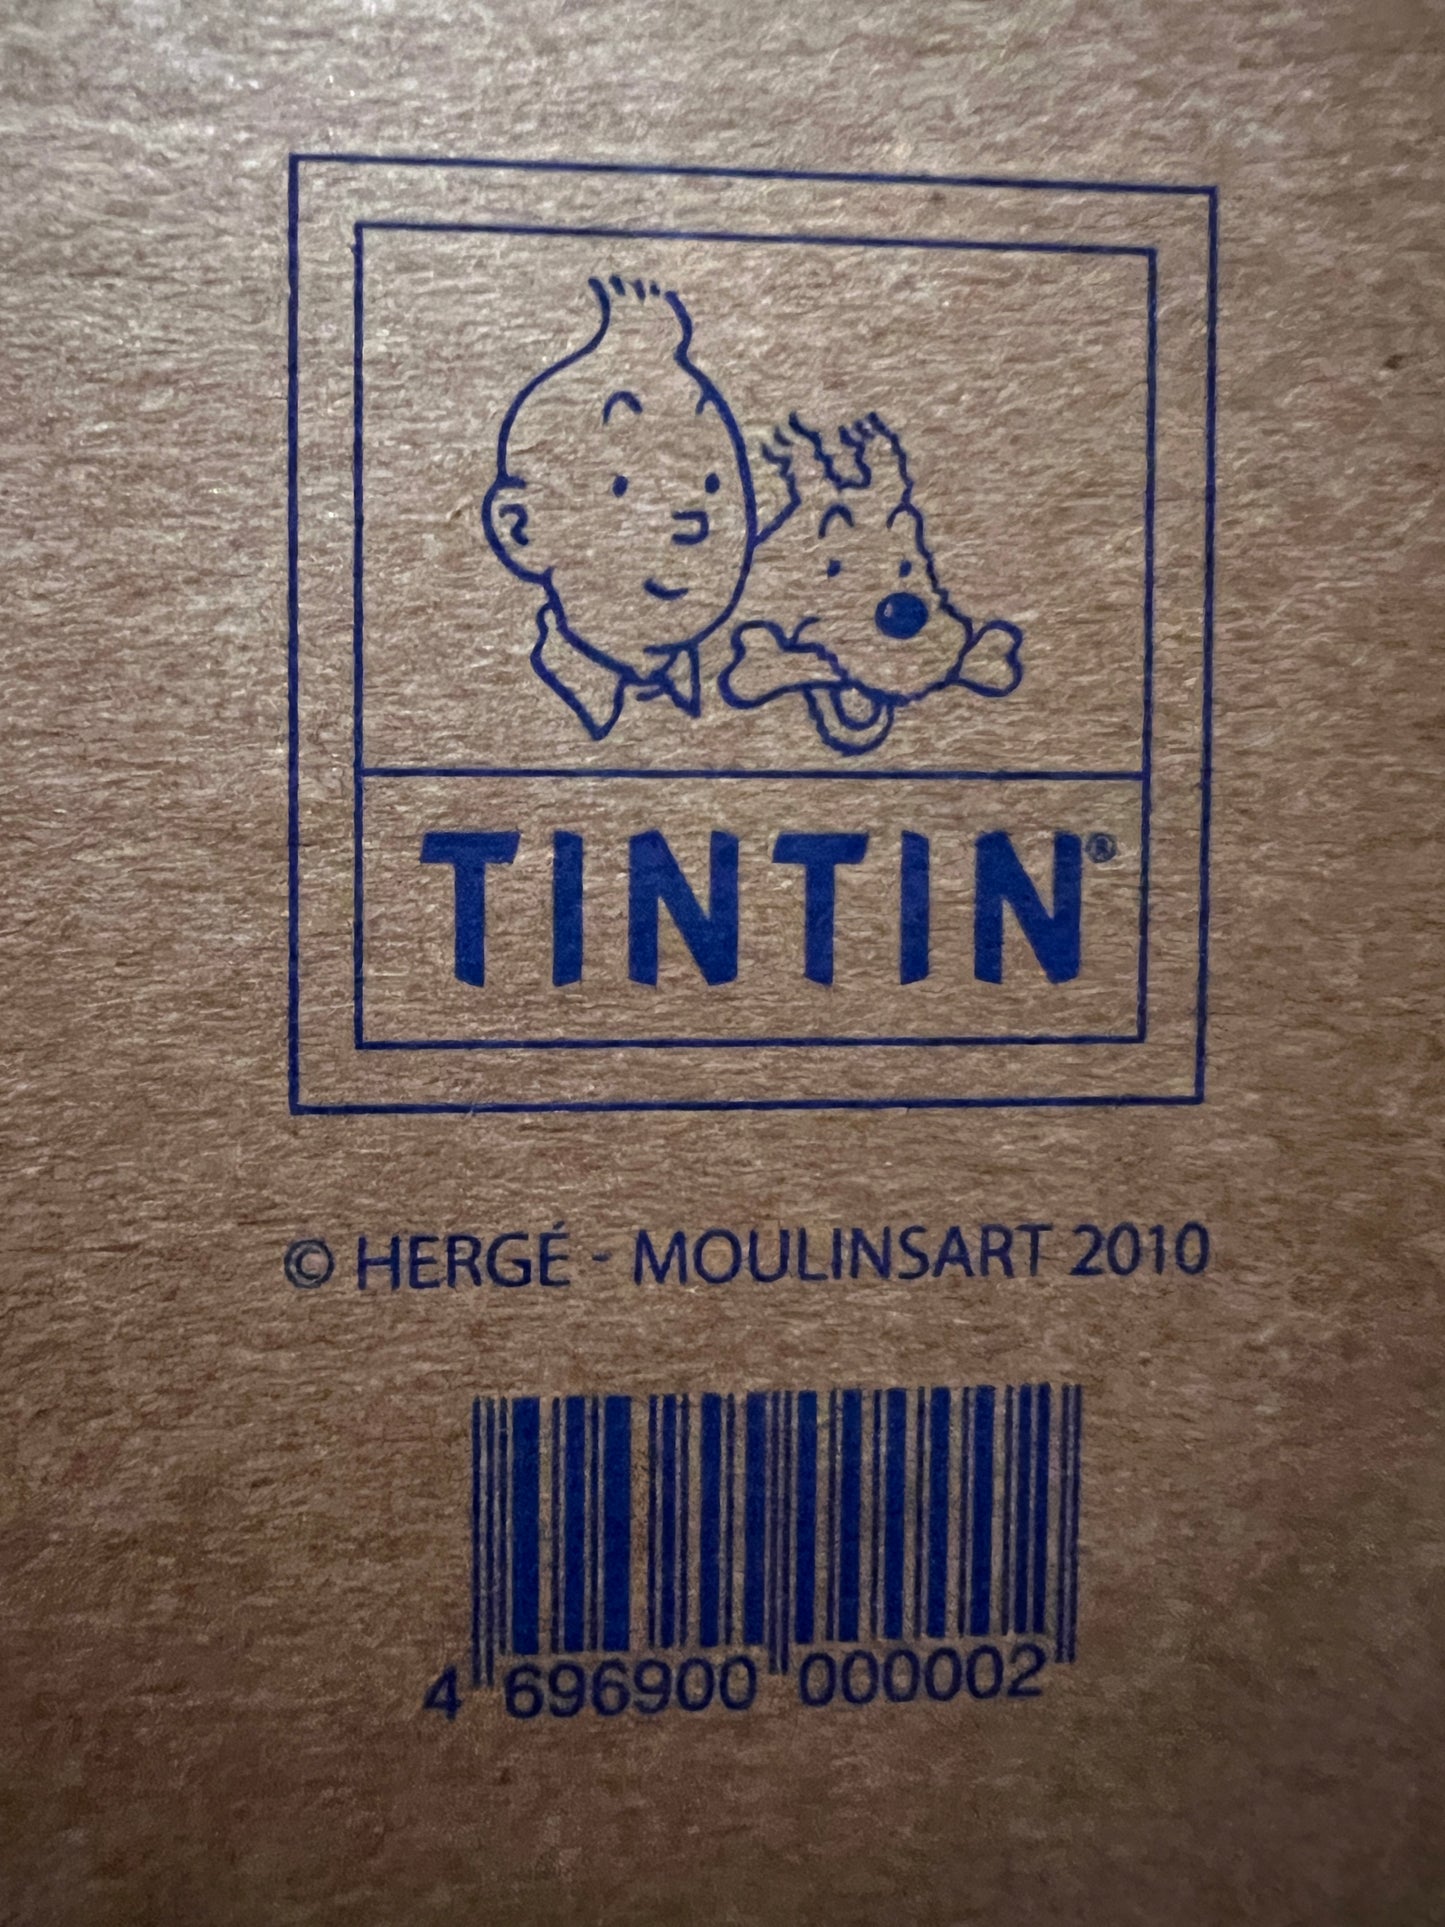 TINTIN®
© HERGÉ - MOULINSART 2010
4 696900 000002